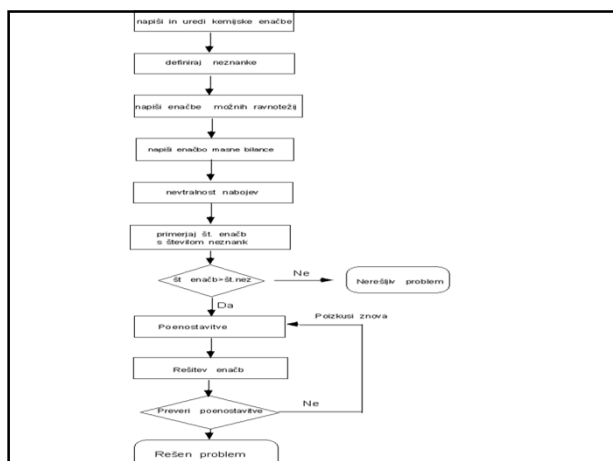 napiši in uredi kemijske enačbe
definiraj neznanke
napiši enačbe možnih ravnotežij
napiši enačbo masne bilance
nevtralnost nabojev
primerjaj št. enačb
s številom neznank
št enačb>št.nez
Ne
Nerešljiv problem
Da
Poizkusi znova
Poenostavitve
Rešitev enačb
Preveri poenostavitve
Ne
Rešen problem